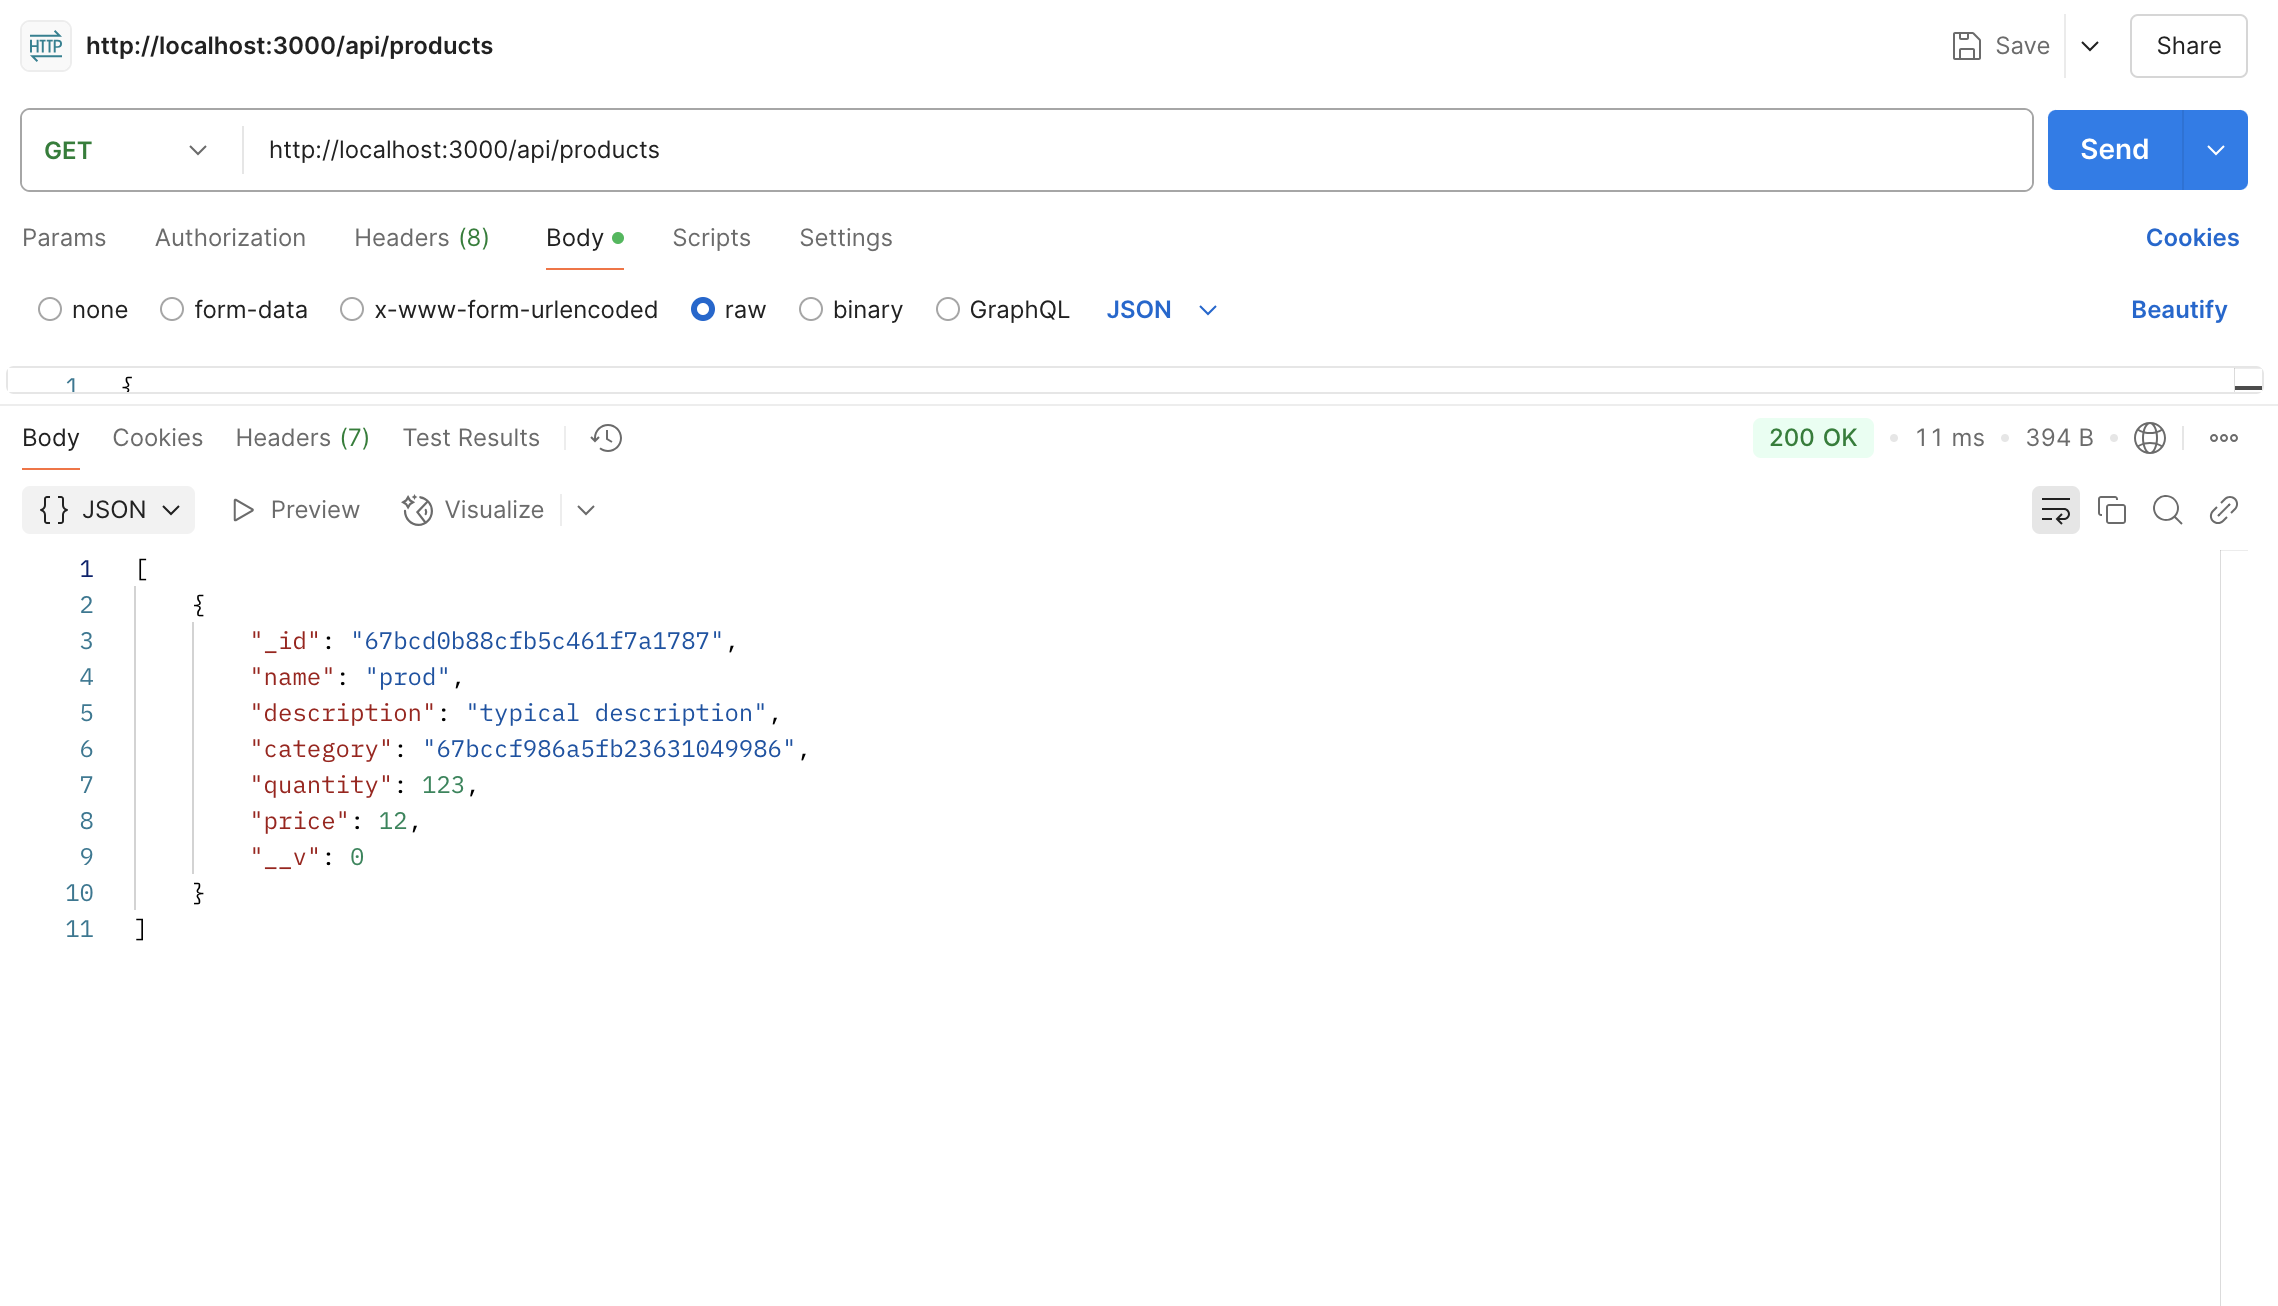 HTTP http://localhost:3000/api/products Save Share
GET http://localhost:3000/api/products Send
Params Authorization Headers (8) Body Scripts Settings Cookies
none form-data x-www-form-urlencoded raw binary GraphQL JSON Beautify
1 {
Body Cookies Headers (7) Test Results 200 OK 11 ms 394 B
{} JSON Preview Visualize
1 [
2 {
3 "_id": "67bcd0b88cfb5c461f7a1787",
4 "name": "prod",
5 "description": "typical description",
6 "category": "67bccf986a5fb23631049986",
7 "quantity": 123,
8 "price": 12,
9 "__v": 0
10 }
11 ]